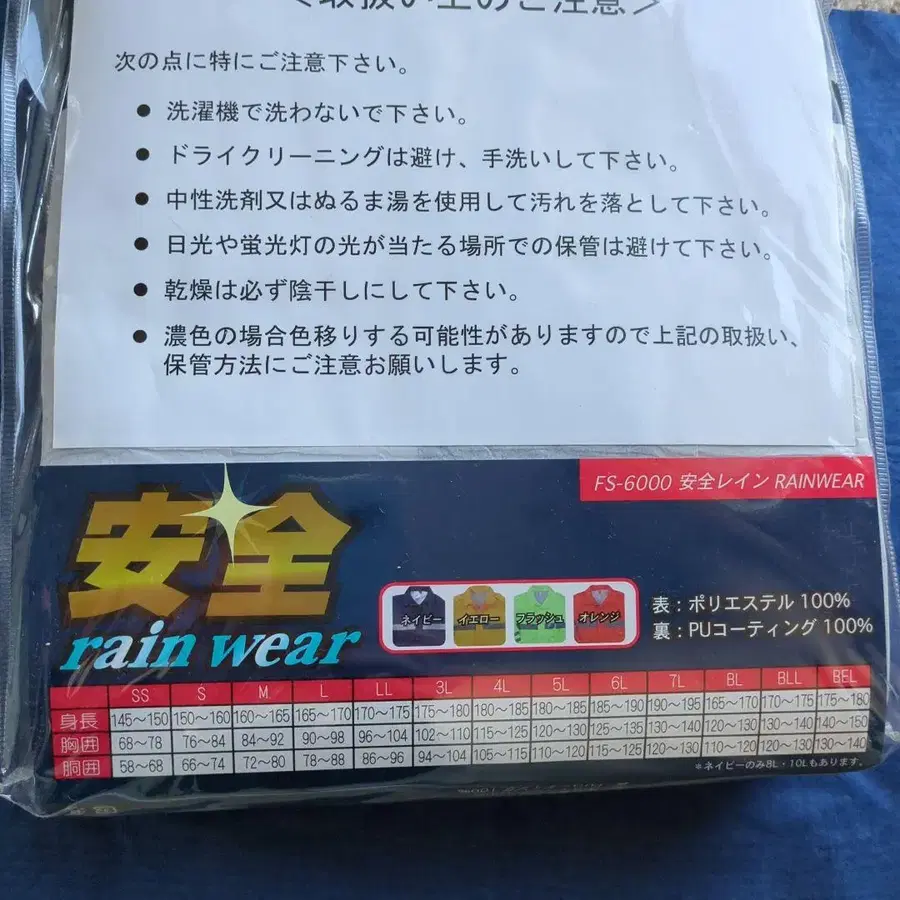 <取扱い上のご注意>
次の点に特にご注意下さい。
● 洗濯機で洗わないで下さい。
● ドライクリーニングは避け、手洗いして下さい。
● 中性洗剤又はぬるま湯を使用して汚れを落として下さい。
● 日光や蛍光灯の光が当たる場所での保管は避けて下さい。
● 乾燥は必ず陰干しにして下さい。
● 濃色の場合色移りする可能性がありますので上記の取扱い、
保管方法にご注意お願いします。
FS-6000 安全レイン RAINWEAR
安全
rain wear
ネイビー イエロー フラッシュ オレンジ
表：ポリエステル 100%
裏：PUコーティング 100%
SS S M L LL 3L 4L 5L 6L 7L BL BLL BEL
身長 145～150 150～160 160～165 165～170 170～175 175～180 180～185 180～185 185～190 190～195 165～170 170～175 175～180
胸囲 68～78 76～84 84～92 90～98 96～104 102～110 115～125 120～130 125～135 130～140 120～130 130～140 140～150
胴囲 58～68 66～74 72～80 78～88 86～96 94～104 105～115 110～120 115～125 120～130 110～120 120～130 130～140
*ネイビーのみ8L・10Lもあります。